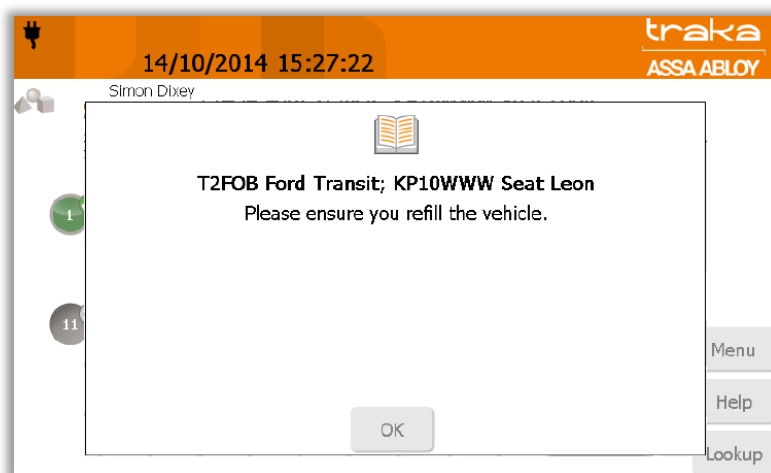 traka
14/10/2014 15:27:22
ASSA ABLOY
Simon Dixey
T2FOB Ford Transit; KP10WWW Seat Leon
Please ensure you refill the vehicle.
1
11
Menu
Help
OK
Lookup